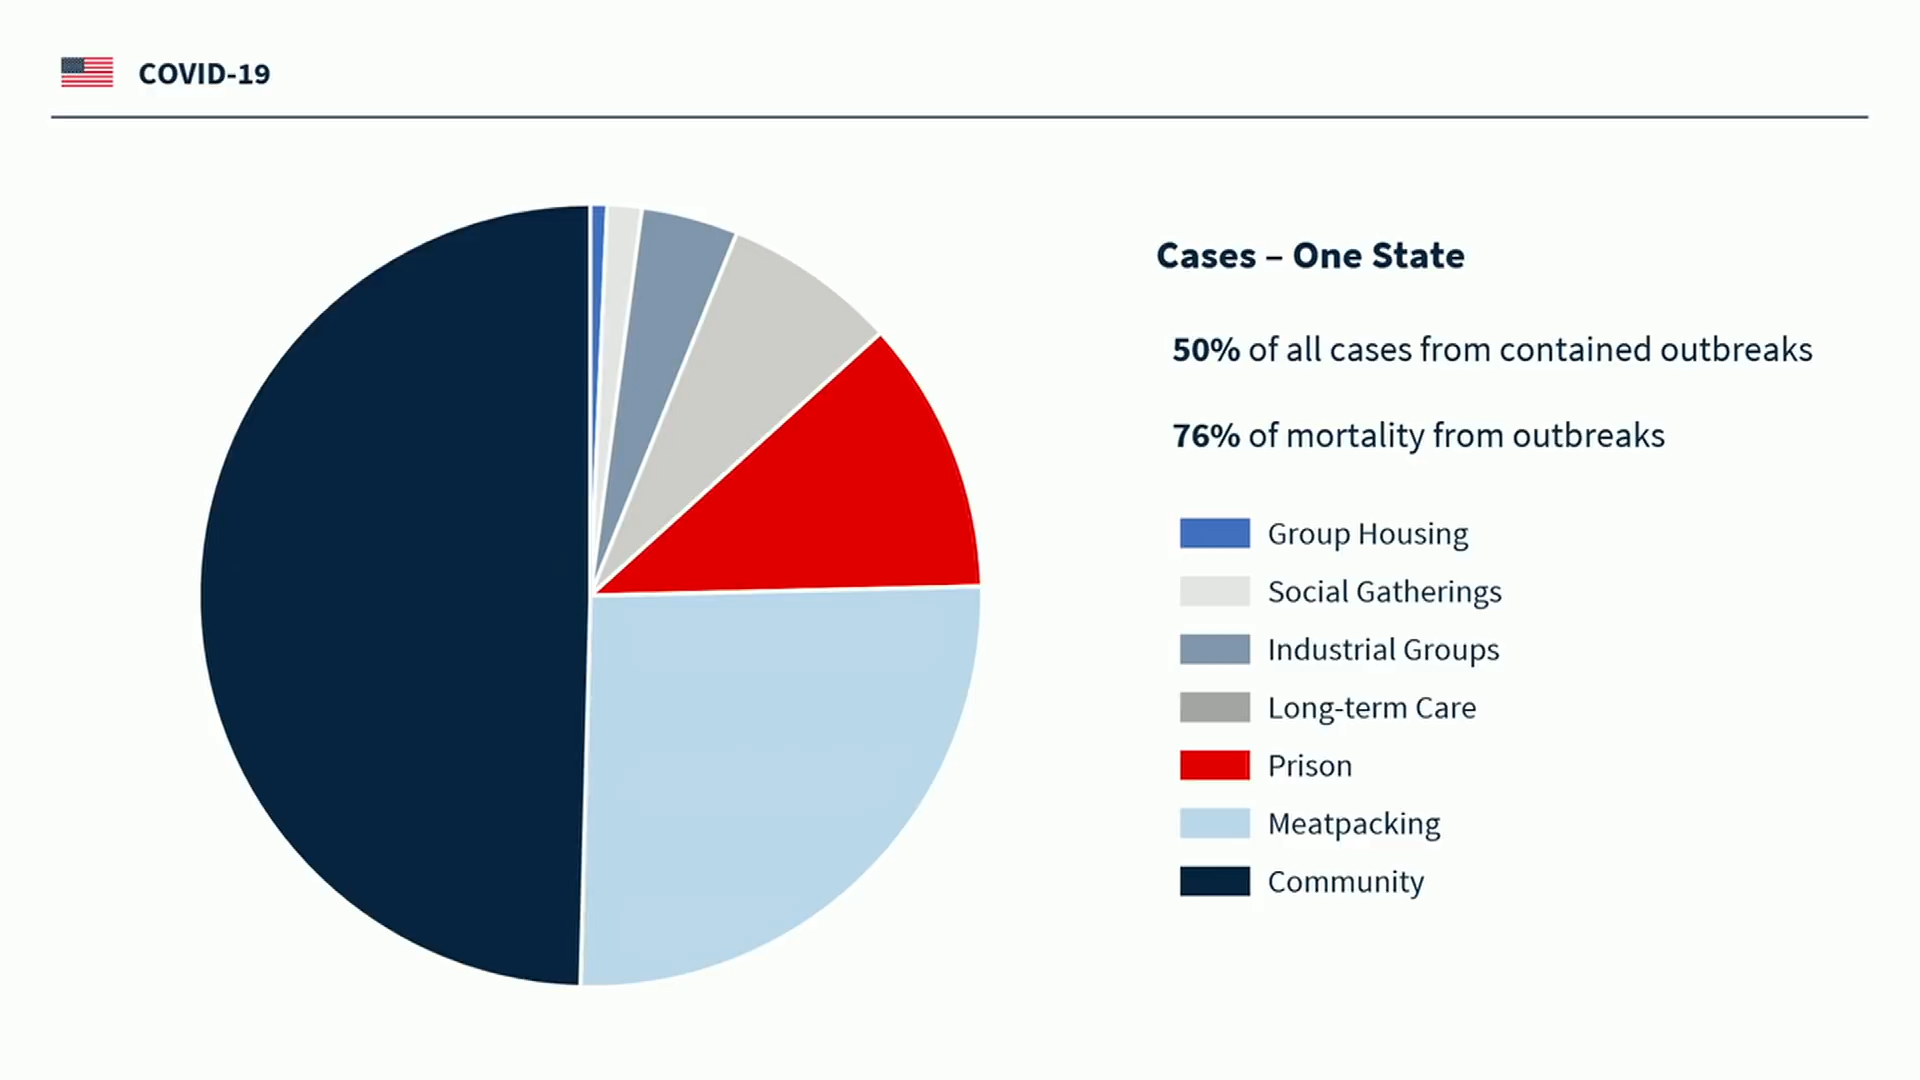 COVID-19
Cases – One State
50% of all cases from contained outbreaks
76% of mortality from outbreaks
Group Housing
Social Gatherings
Industrial Groups
Long-term Care
Prison
Meatpacking
Community